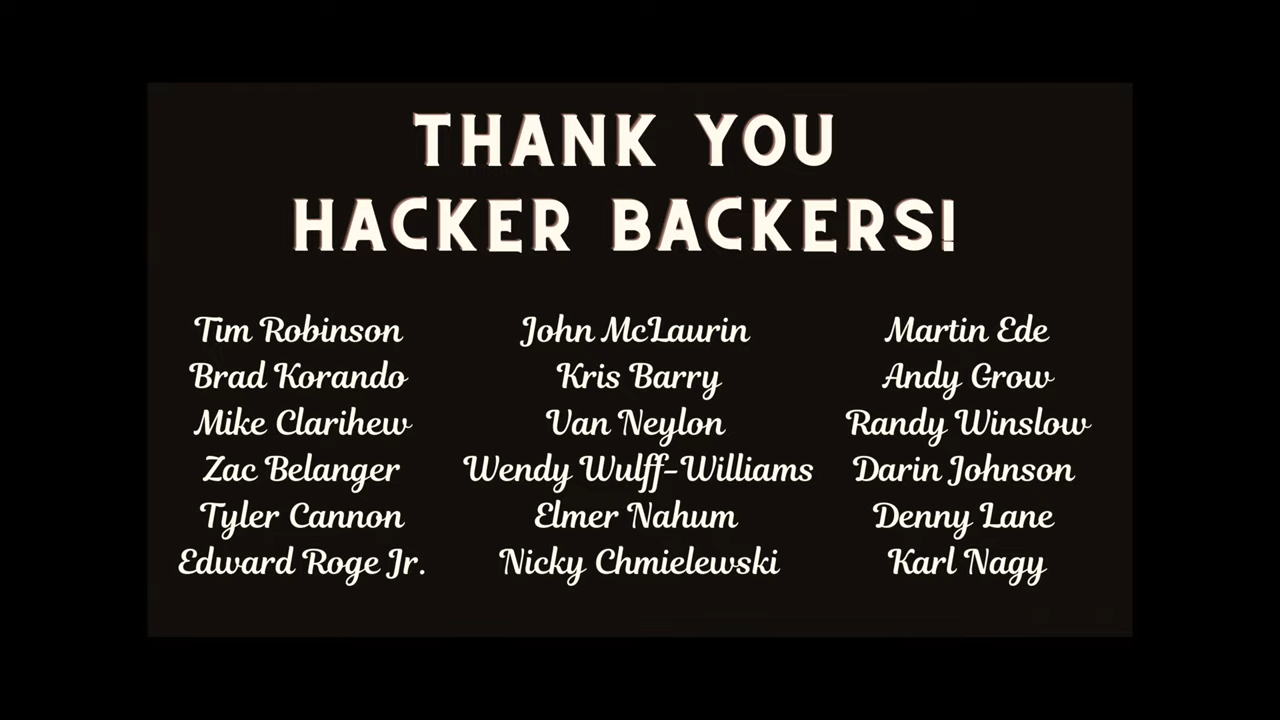 THANK YOU
HACKER BACKERS!
Tim Robinson
Brad Korando
Mike Clarihew
Zac Belanger
Tyler Cannon
Edward Roge Jr.
John McLaurin
Kris Barry
Van Neylon
Wendy Wulff-Williams
Elmer Nahum
Nicky Chmielewski
Martin Ede
Andy Grow
Randy Winslow
Darin Johnson
Denny Lane
Karl Nagy